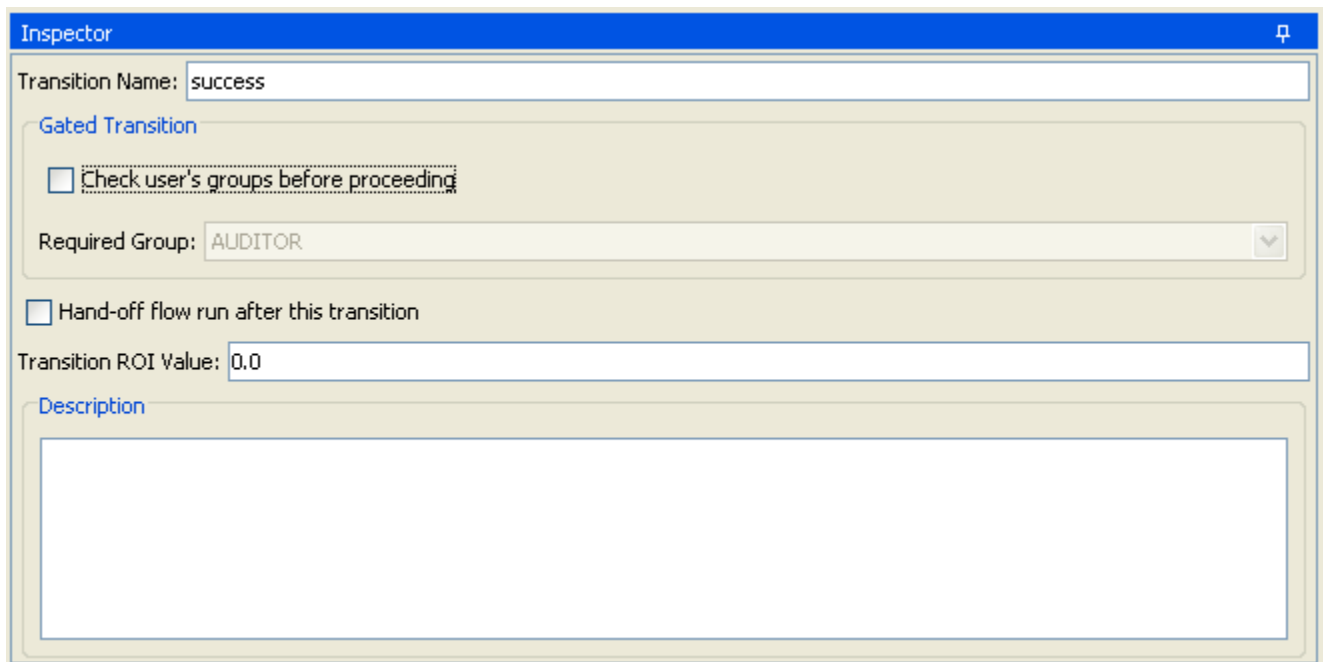 Inspector
Transition Name: success
Gated Transition
Check user's groups before proceeding
Required Group: AUDITOR
Hand-off flow run after this transition
Transition ROI Value: 0.0
Description